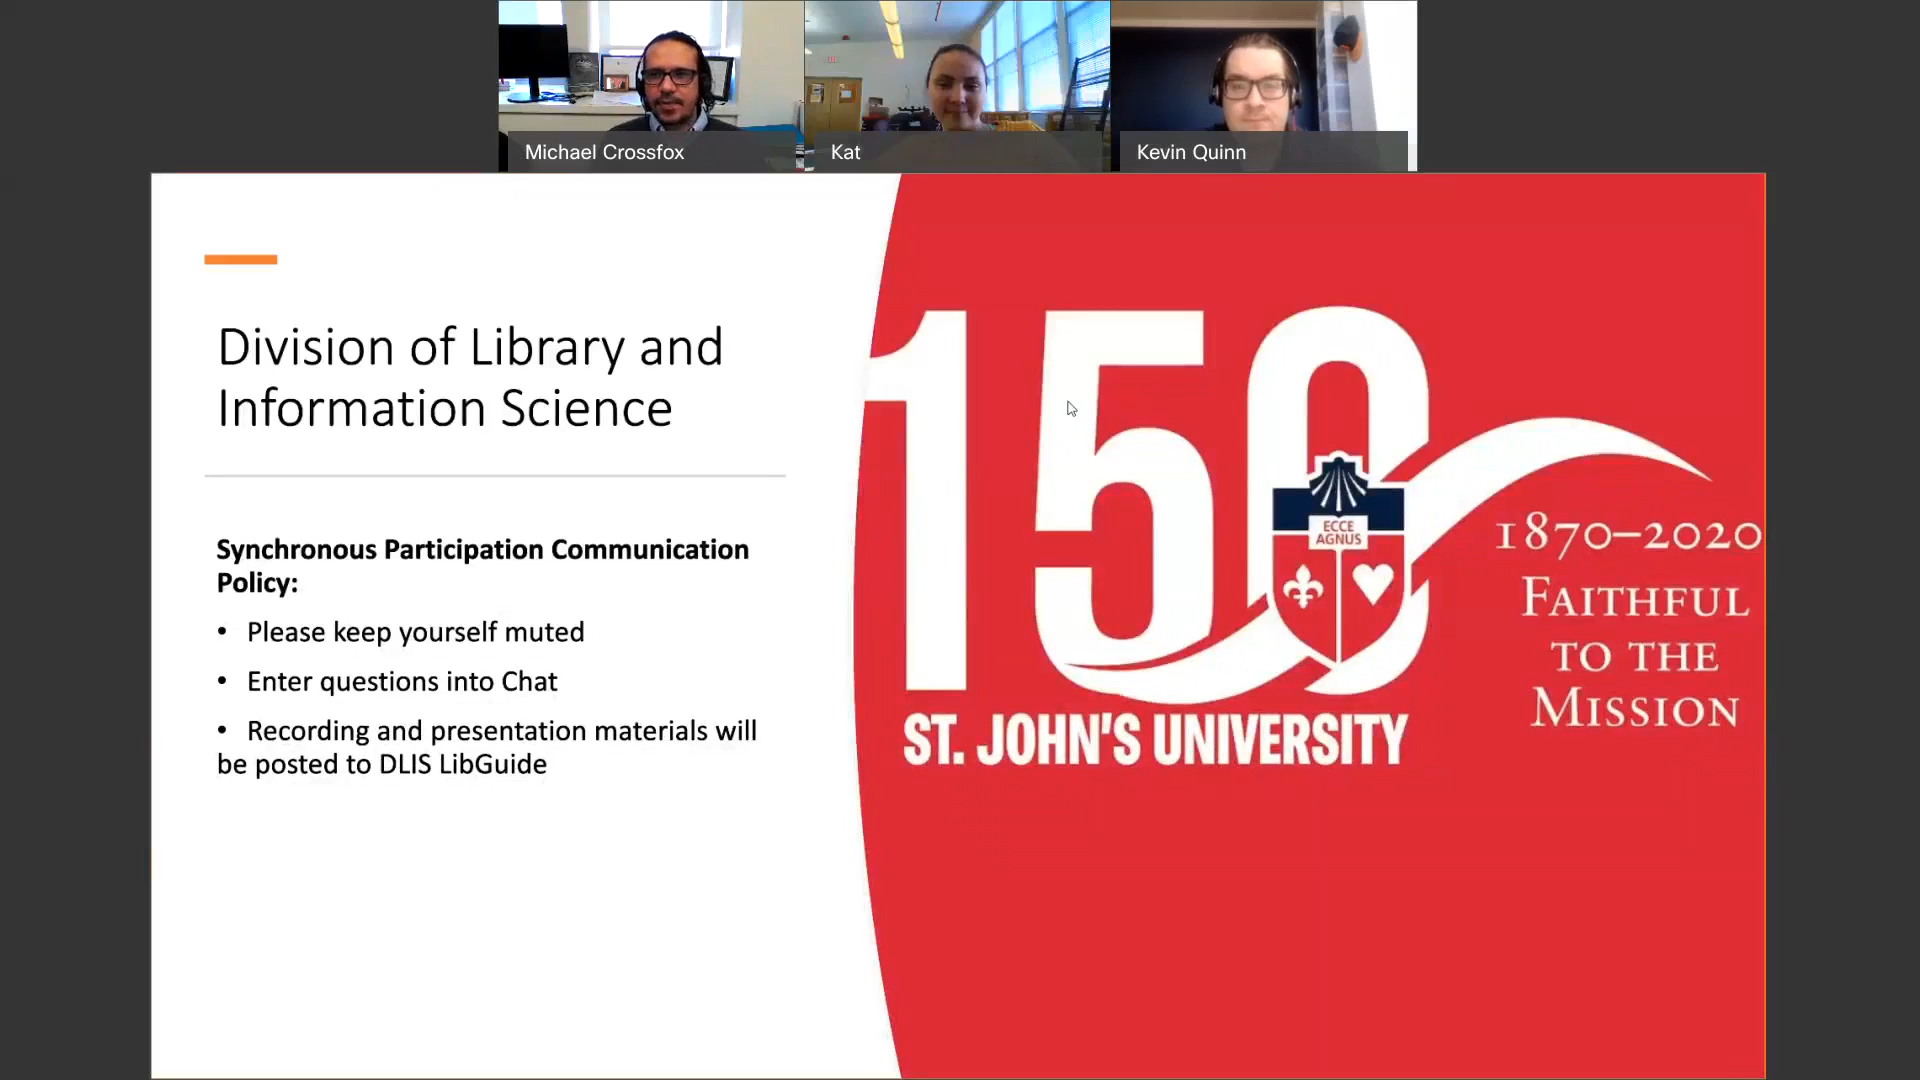 Michael Crossfox
Kat
Kevin Quinn
Division of Library and
Information Science
Synchronous Participation Communication
Policy:
• Please keep yourself muted
• Enter questions into Chat
• Recording and presentation materials will
be posted to DLIS LibGuide
150
ECCE
AGNUS
ST. JOHN'S UNIVERSITY
1870–2020
FAITHFUL
TO THE
MISSION